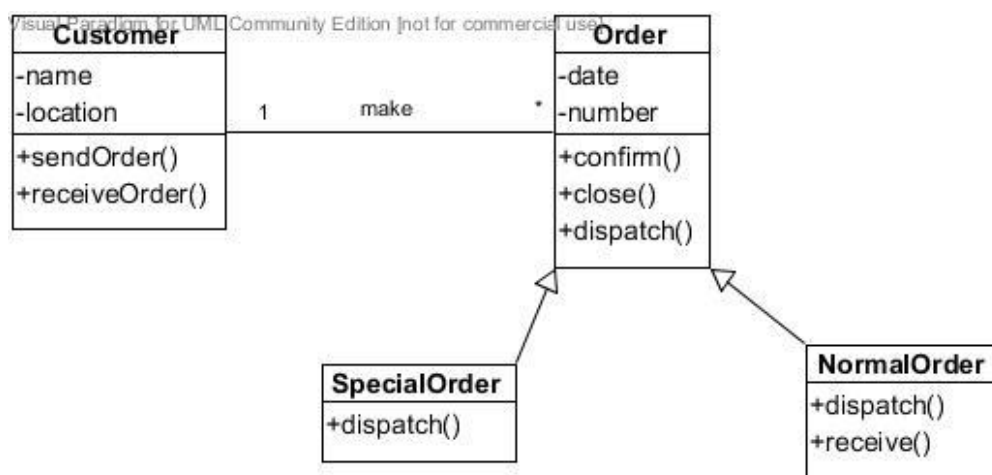 Visual Paradigm for UML Community Edition [not for commercial use]
Customer
-name
-location
+sendOrder()
+receiveOrder()
1 make *
Order
-date
-number
+confirm()
+close()
+dispatch()
SpecialOrder
+dispatch()
NormalOrder
+dispatch()
+receive()